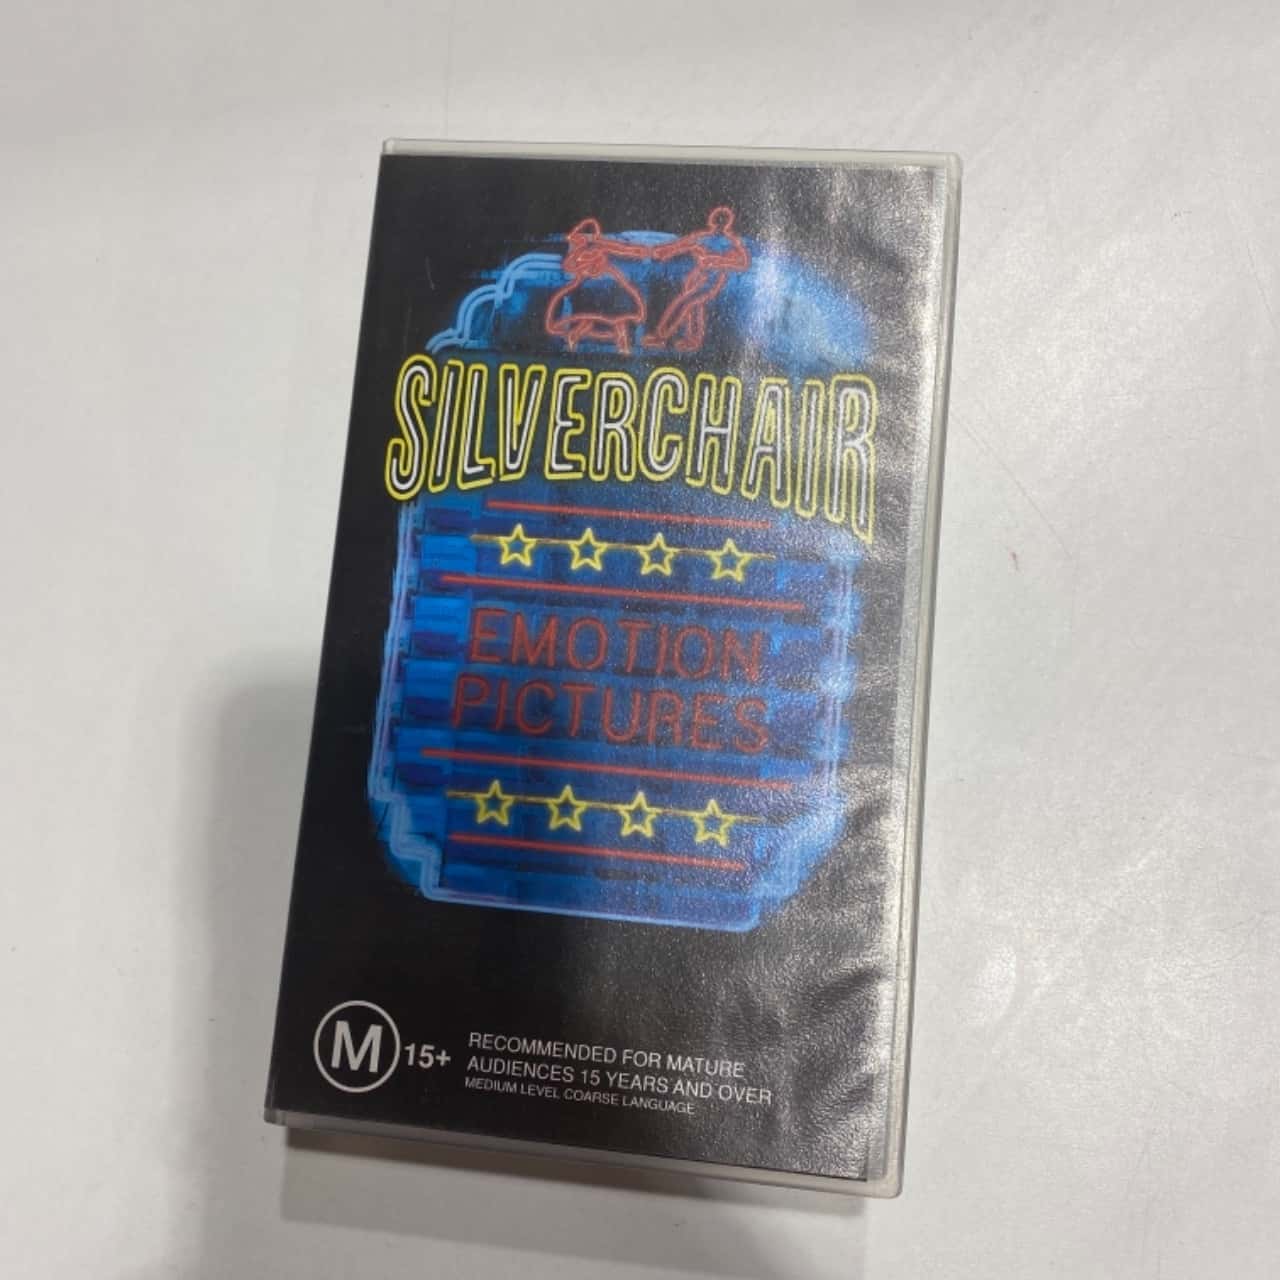 SILVERCHAIR
EMOTION
PICTURES
M 15+
RECOMMENDED FOR MATURE
AUDIENCES 15 YEARS AND OVER
MEDIUM LEVEL COARSE LANGUAGE